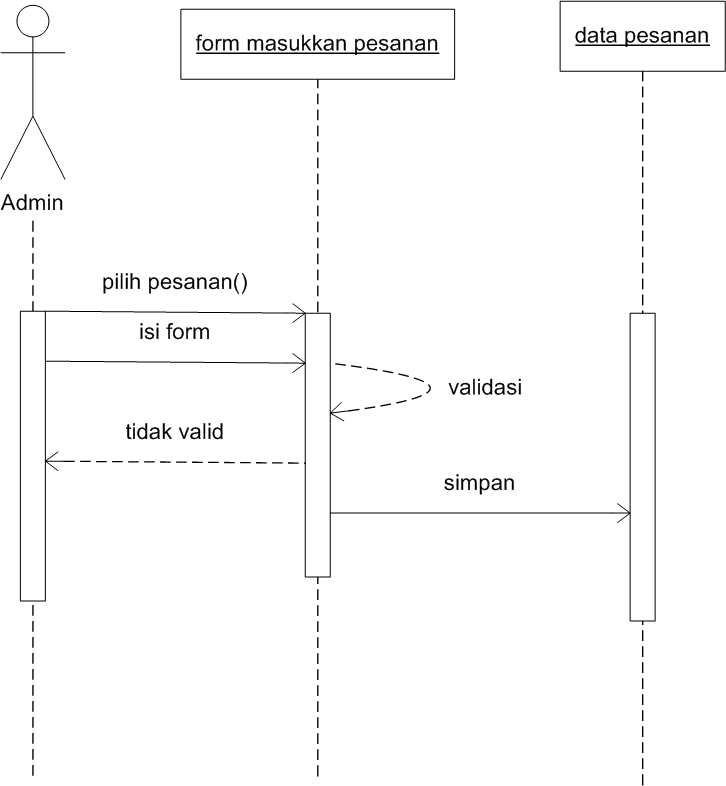 form masukkan pesanan
data pesanan
Admin
pilih pesanan()
isi form
validasi
tidak valid
simpan